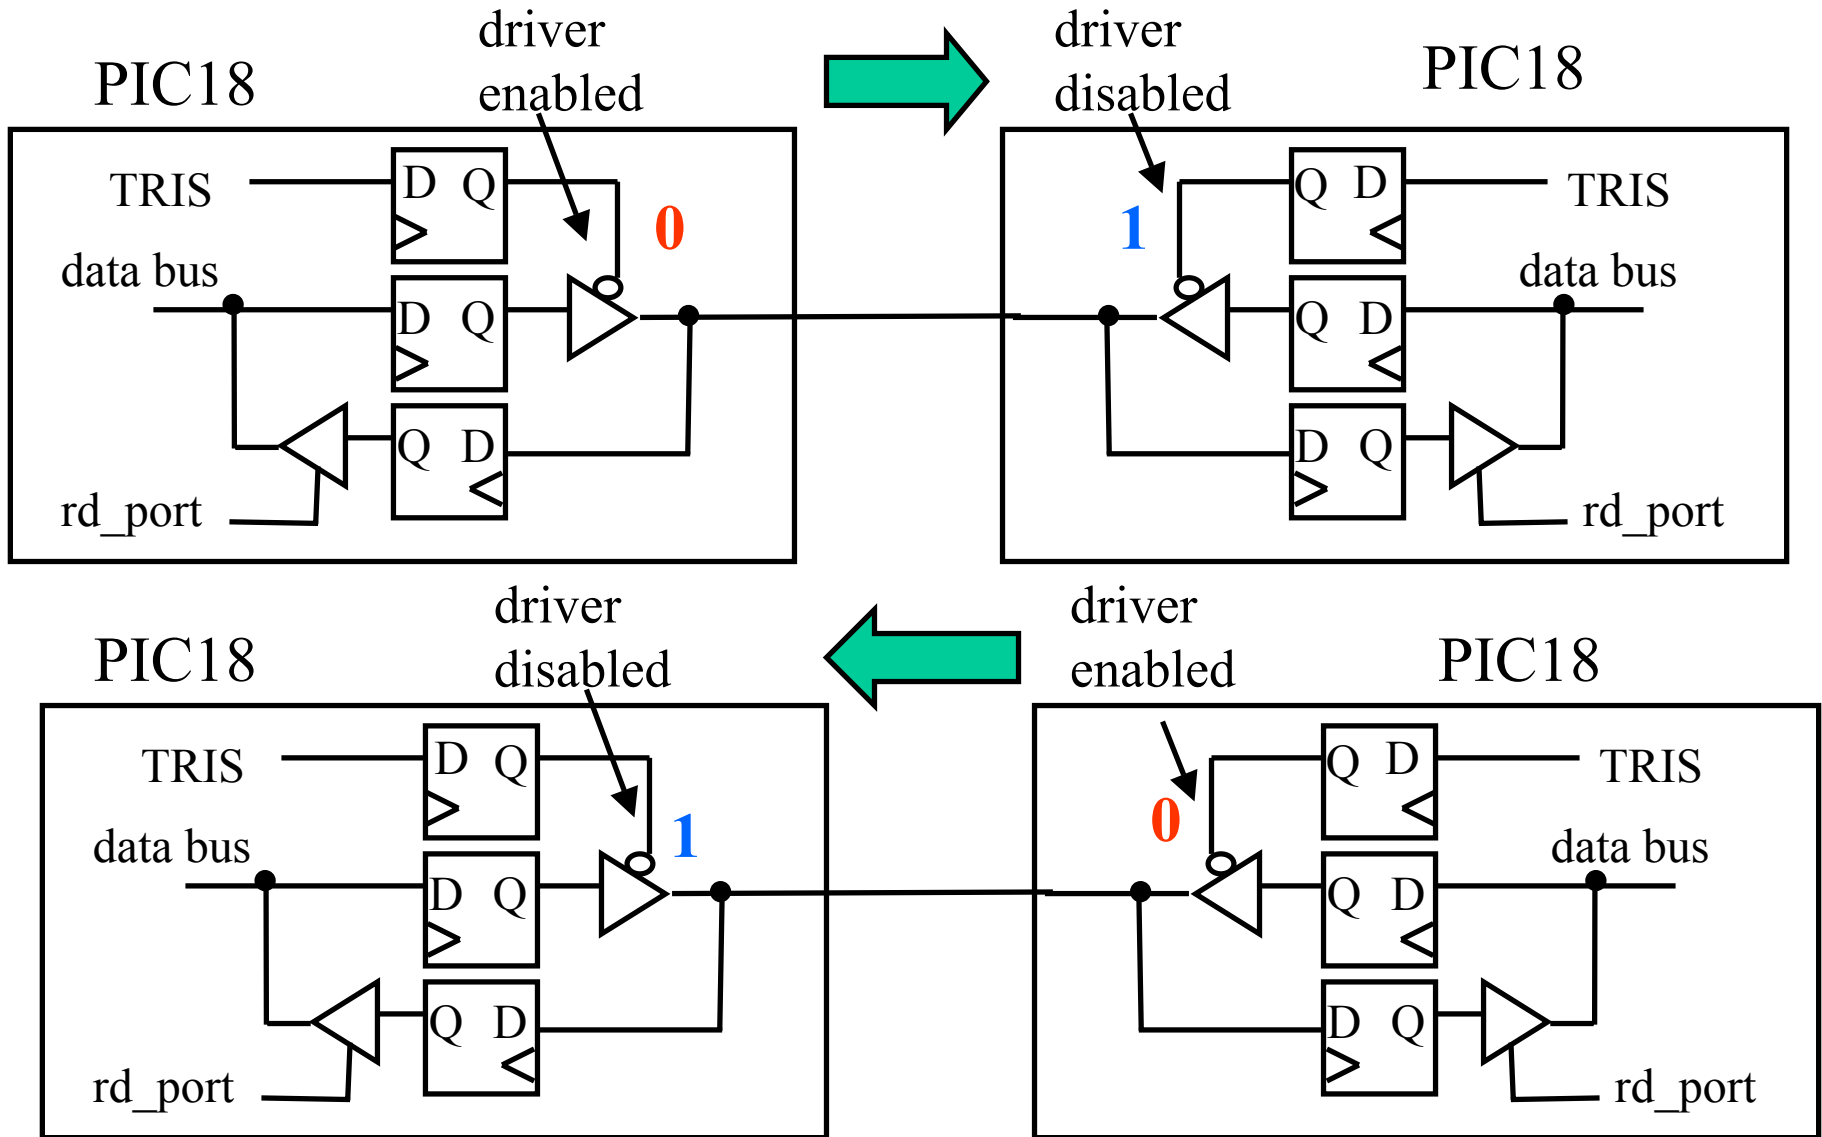 driver
enabled
driver
disabled
PIC18
PIC18
TRIS
D Q
0
1
Q D
TRIS
data bus
D Q
Q D
data bus
Q D
D Q
rd_port
rd_port
driver
disabled
driver
enabled
PIC18
PIC18
TRIS
D Q
1
0
Q D
TRIS
data bus
D Q
Q D
data bus
Q D
D Q
rd_port
rd_port